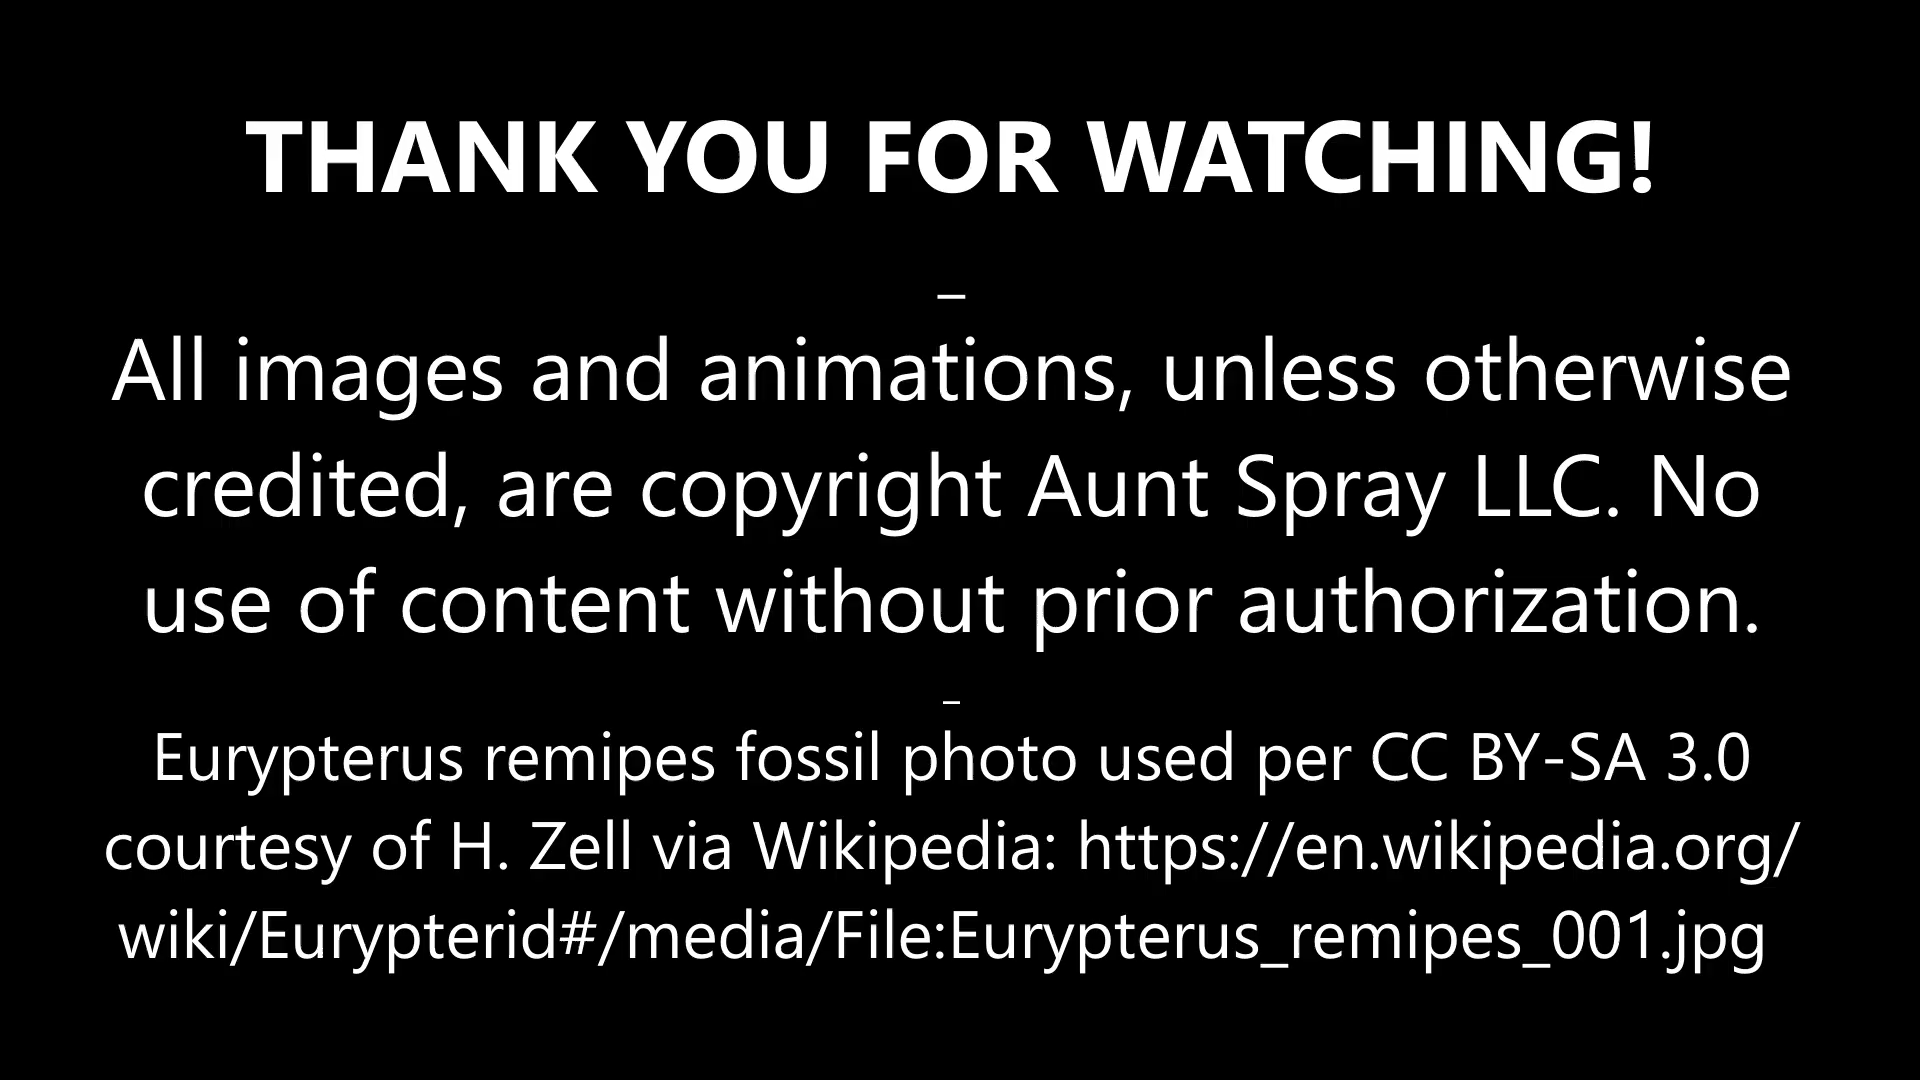 THANK YOU FOR WATCHING!
–
All images and animations, unless otherwise
credited, are copyright Aunt Spray LLC. No
use of content without prior authorization.
–
Eurypterus remipes fossil photo used per CC BY-SA 3.0
courtesy of H. Zell via Wikipedia: https://en.wikipedia.org/
wiki/Eurypterid#/media/File:Eurypterus_remipes_001.jpg